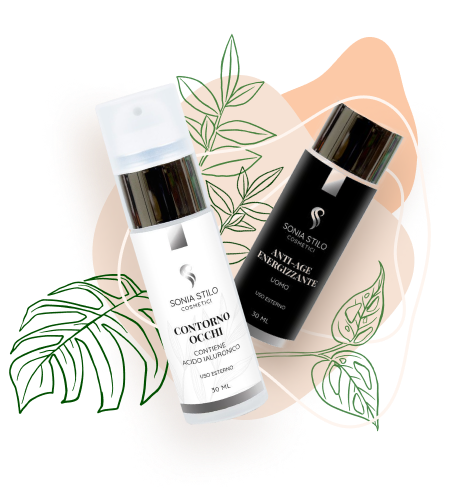 SONIA STILO
COSMETICI
CONTORNO
OCCHI
CONTIENE
ACIDO IALURONICO
USO ESTERNO
30 ML
SONIA STILO
COSMETICI
ANTI-AGE
ENERGIZZANTE
UOMO
USO ESTERNO
30 ML